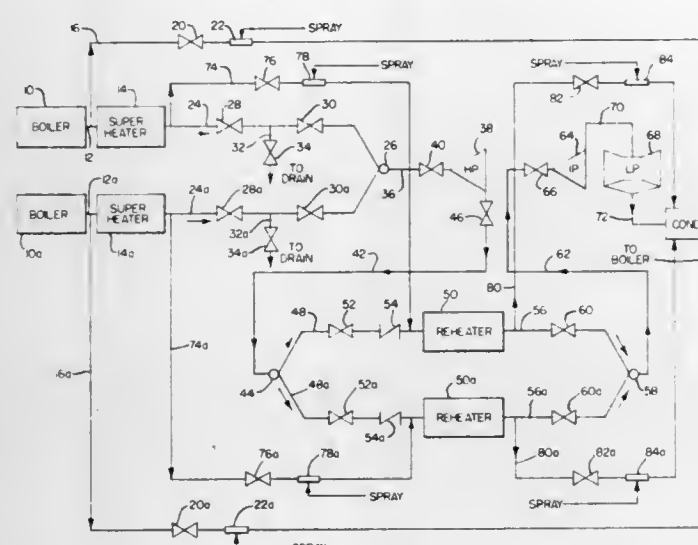 SPRAY
16
20
22
10
14
74
76
78
SPRAY
SPRAY
84
82
BOILER
SUPER HEATER
24
28
30
12
32
34
TO DRAIN
26
36
40
38
HP
46
70
64
IP
66
68
LP
72
COND
TO BOILER
12a
BOILER
SUPER HEATER
10a
14a
24a
28a
30a
32a
34a
TO DRAIN
42
80
62
16a
74a
48
52
54
50
REHEATER
56
60
44
48a
52a
54a
50a
REHEATER
56a
60a
58
76a
78a
SPRAY
80a
82a
84a
SPRAY
20a
22a